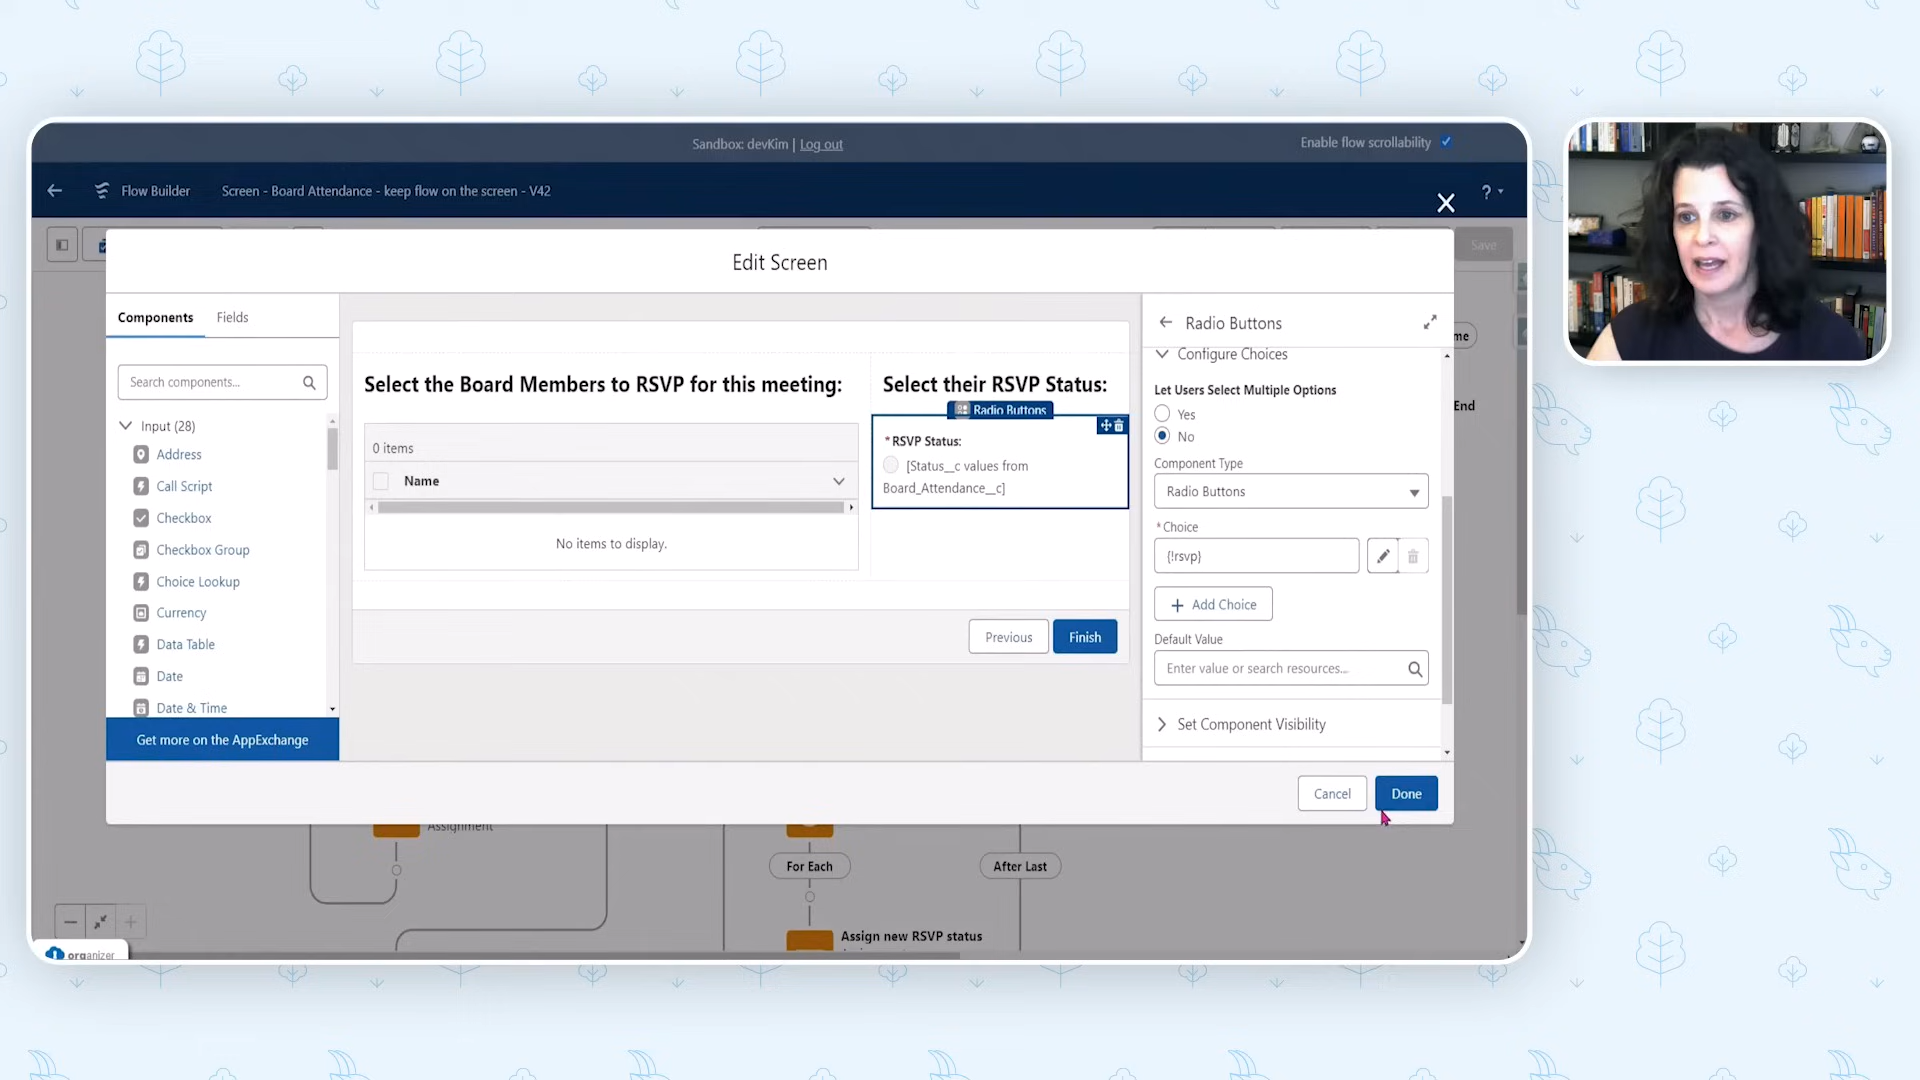 Sandbox: devKim | Log out
Enable flow scrollability
Flow Builder
Screen - Board Attendance - keep flow on the screen - V42
?
Save
Edit Screen
Components
Fields
Search components...
Input (28)
Address
Call Script
Checkbox
Checkbox Group
Choice Lookup
Currency
Data Table
Date
Date & Time
Get more on the AppExchange
Select the Board Members to RSVP for this meeting:
0 items
Name
No items to display.
Select their RSVP Status:
Radio Buttons
*RSVP Status:
[Status__c values from
Board_Attendance__c]
Previous
Finish
Radio Buttons
Configure Choices
Let Users Select Multiple Options
Yes
No
Component Type
Radio Buttons
*Choice
{!rsvp}
+ Add Choice
Default Value
Enter value or search resources...
Set Component Visibility
Cancel
Done
me
End
Assignment
For Each
After Last
Assign new RSVP status
organizer